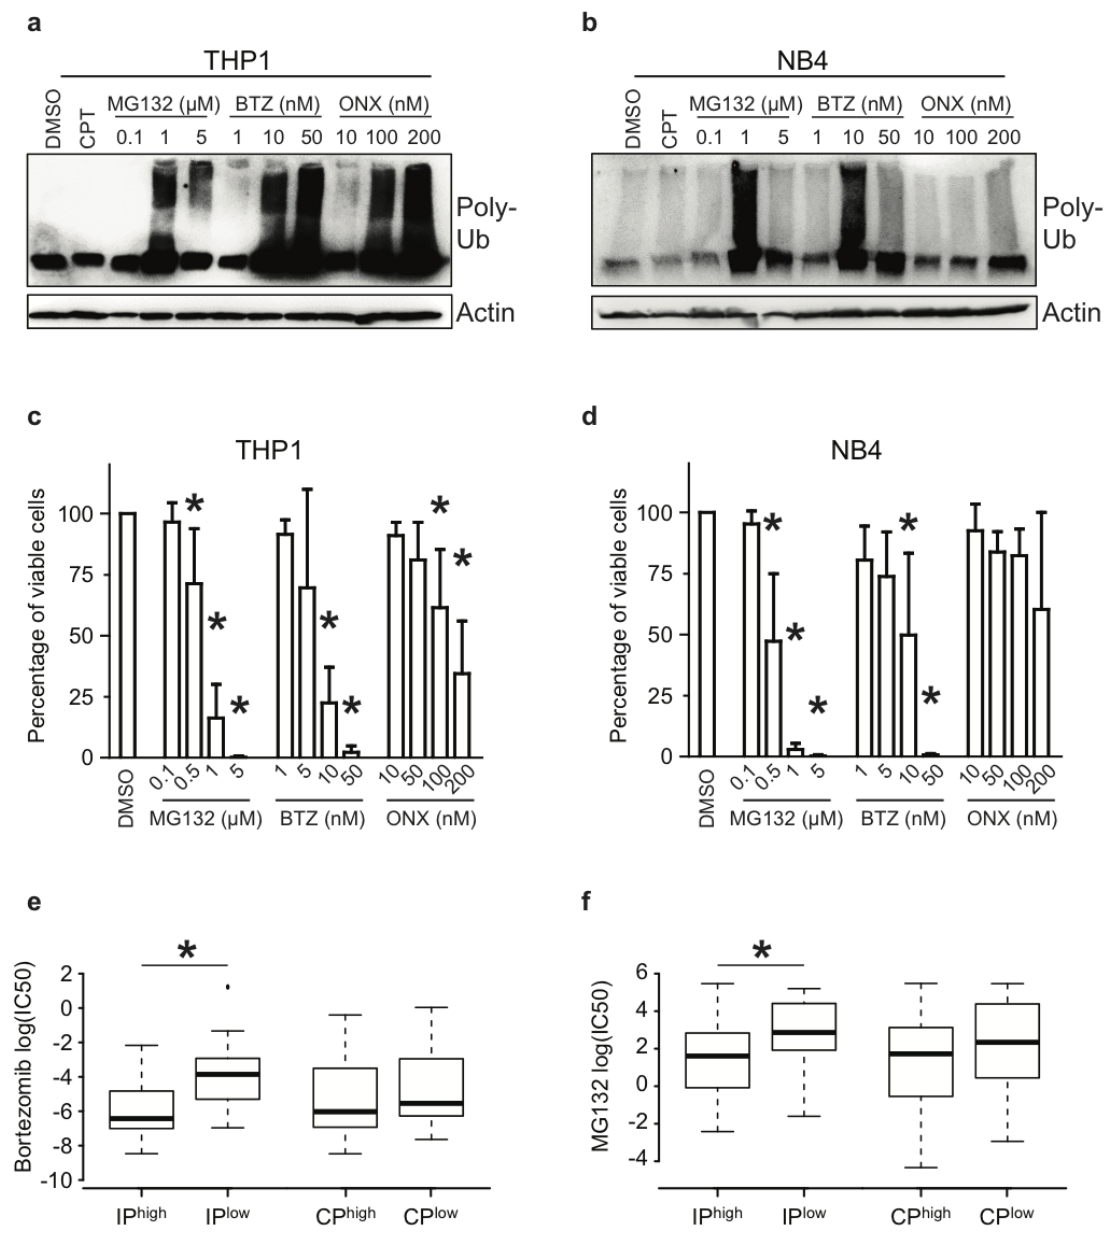 a
THP1
DMSO CPT MG132 (µM) BTZ (nM) ONX (nM)
0.1 1 5 1 10 50 10 100 200
Poly-
Ub
Actin
b
NB4
DMSO CPT MG132 (µM) BTZ (nM) ONX (nM)
0.1 1 5 1 10 50 10 100 200
Poly-
Ub
Actin
c
THP1
Percentage of viable cells
100
75
50
25
0
* * * * * * *
DMSO 0.1 0.5 1 5 1 5 10 50 10 50 100 200
MG132 (µM) BTZ (nM) ONX (nM)
d
NB4
Percentage of viable cells
100
75
50
25
0
* * * * *
DMSO 0.1 0.5 1 5 1 5 10 50 10 50 100 200
MG132 (µM) BTZ (nM) ONX (nM)
e
*
Bortezomib log(IC50)
2
0
-2
-4
-6
-8
-10
IPhigh IPlow CPhigh CPlow
f
*
MG132 log(IC50)
6
4
2
0
-2
-4
IPhigh IPlow CPhigh CPlow